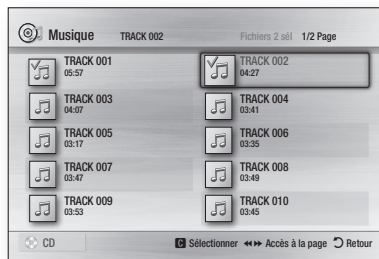 Musique TRACK 002 Fichiers 2 sél 1/2 Page
TRACK 001
05:57
TRACK 002
04:27
TRACK 003
04:07
TRACK 004
03:41
TRACK 005
03:17
TRACK 006
03:35
TRACK 007
03:47
TRACK 008
03:49
TRACK 009
03:53
TRACK 010
03:45
CD C Sélectionner Accès à la page Retour